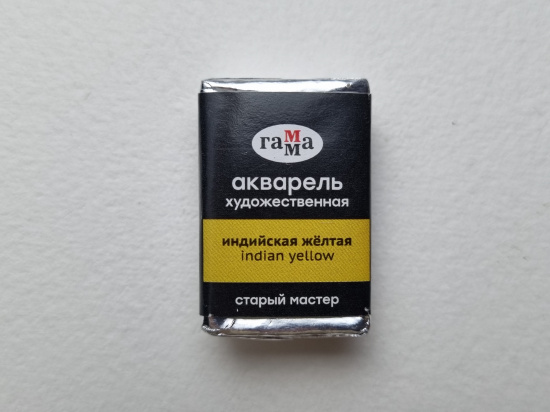 гамма
акварель
художественная
индийская жёлтая
indian yellow
старый мастер